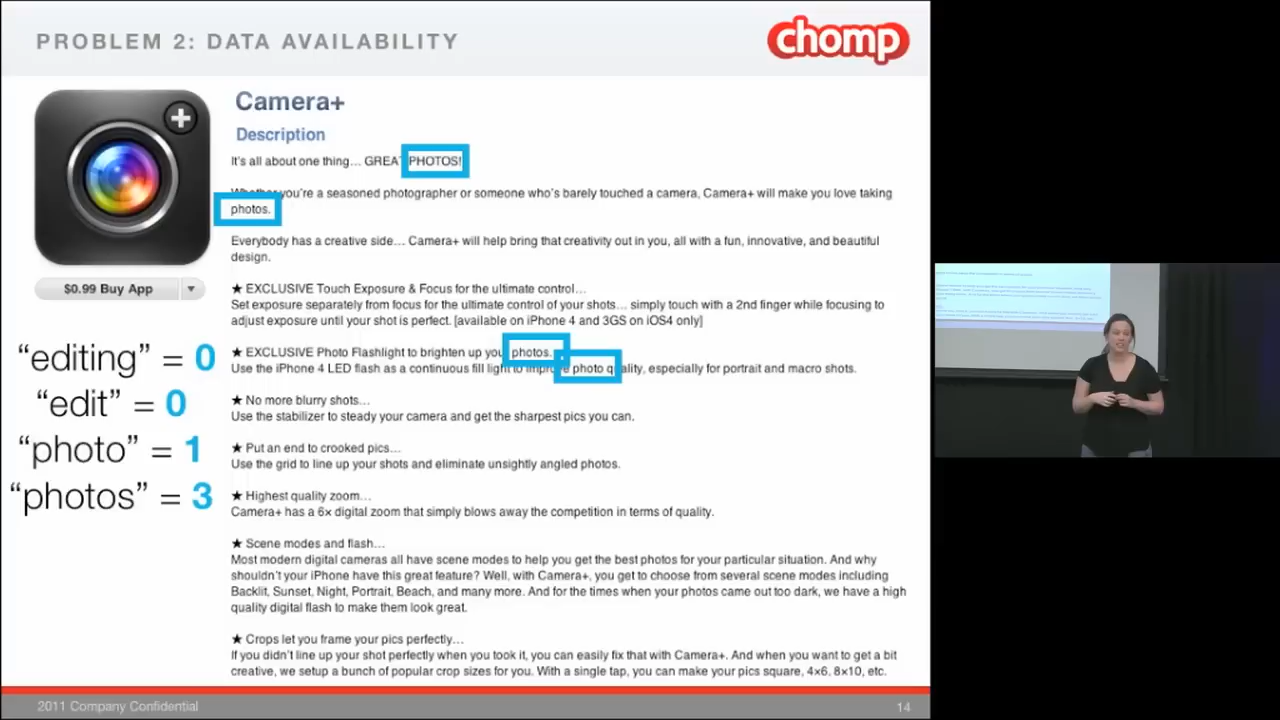 PROBLEM 2: DATA AVAILABILITY
chomp
Camera+
Description
It's all about one thing... GREAT PHOTOS!
Whether you're a seasoned photographer or someone who's barely touched a camera, Camera+ will make you love taking
photos.
Everybody has a creative side... Camera+ will help bring that creativity out in you, all with a fun, innovative, and beautiful
design.
★ EXCLUSIVE Touch Exposure & Focus for the ultimate control...
Set exposure separately from focus for the ultimate control of your shots... simply touch with a 2nd finger while focusing to
adjust exposure until your shot is perfect. [available on iPhone 4 and 3GS on iOS4 only]
★ EXCLUSIVE Photo Flashlight to brighten up your photos.
Use the iPhone 4 LED flash as a continuous fill light to improve photo quality, especially for portrait and macro shots.
★ No more blurry shots...
Use the stabilizer to steady your camera and get the sharpest pics you can.
★ Put an end to crooked pics...
Use the grid to line up your shots and eliminate unsightly angled photos.
★ Highest quality zoom...
Camera+ has a 6× digital zoom that simply blows away the competition in terms of quality.
★ Scene modes and flash...
Most modern digital cameras all have scene modes to help you get the best photos for your particular situation. And why
shouldn't your iPhone have this great feature? Well, with Camera+, you get to choose from several scene modes including
Backlit, Sunset, Night, Portrait, Beach, and many more. And for the times when your photos came out too dark, we have a high
quality digital flash to make them look great.
★ Crops let you frame your pics perfectly...
If you didn't line up your shot perfectly when you took it, you can easily fix that with Camera+. And when you want to get a bit
creative, we setup a bunch of popular crop sizes for you. With a single tap, you can make your pics square, 4×6, 8×10, etc.
$0.99 Buy App
"editing" = 0
"edit" = 0
"photo" = 1
"photos" = 3
2011 Company Confidential
14